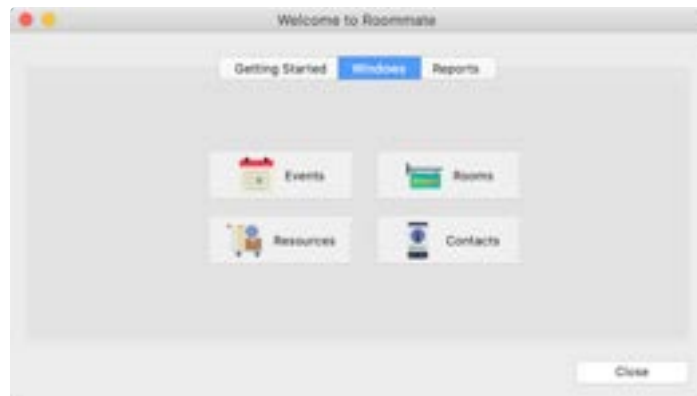 Welcome to Roommate
Getting Started Windows Reports
Events Rooms
Resources Contacts
Close